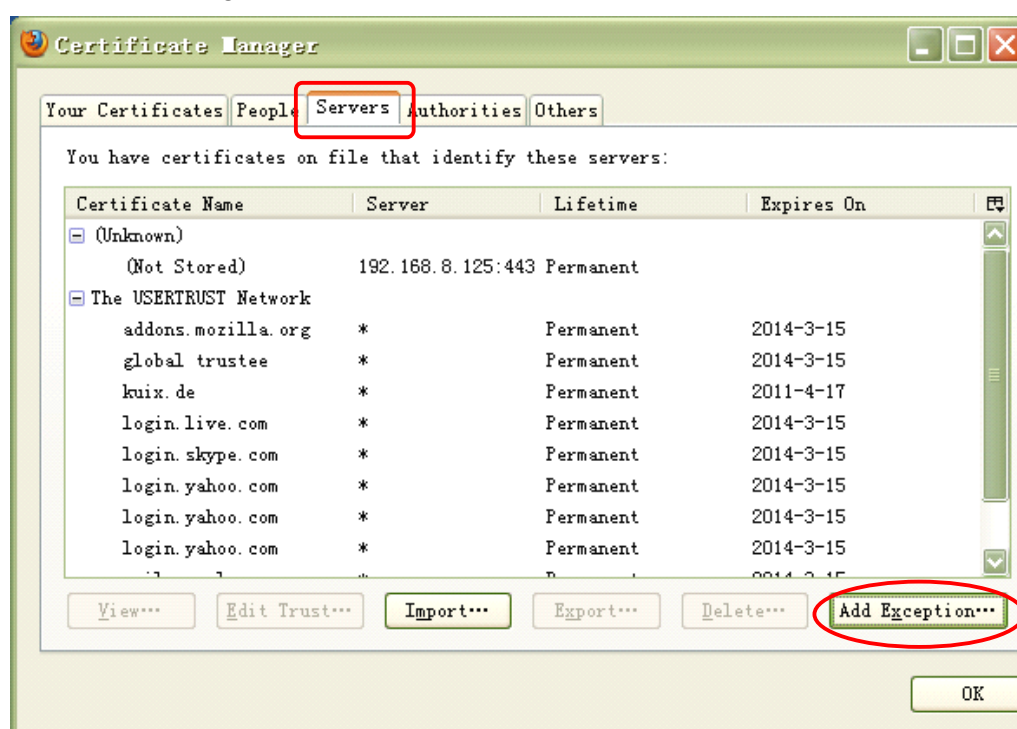 Certificate Manager
Your Certificates People Servers Authorities Others
You have certificates on file that identify these servers:
Certificate Name Server Lifetime Expires On
(Unknown)
(Not Stored) 192.168.8.125:443 Permanent
The USERTRUST Network
addons.mozilla.org * Permanent 2014-3-15
global trustee * Permanent 2014-3-15
kuix.de * Permanent 2011-4-17
login.live.com * Permanent 2014-3-15
login.skype.com * Permanent 2014-3-15
login.yahoo.com * Permanent 2014-3-15
login.yahoo.com * Permanent 2014-3-15
login.yahoo.com * Permanent 2014-3-15
View… Edit Trust… Import… Export… Delete… Add Exception…
OK